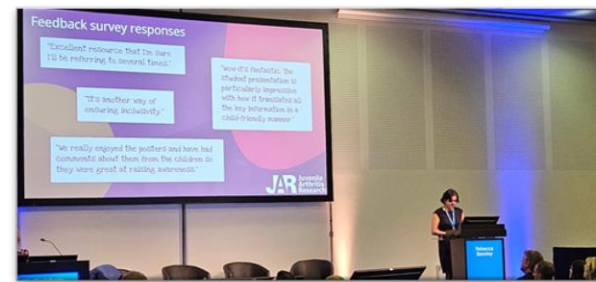 Feedback survey responses
"Excellent resource that I'm sure
I'll be referring to several times."
"Wow it's fantastic. The
student presentation is
particularly impressive
with how it translates all
the key information in a
child-friendly manner."
"It's another way of
ensuring inclusivity."
"We really enjoyed the posters and have had
comments about them from the children so
they were great at raising awareness."
JAR Juvenile
Arthritis
Research
Rebecca